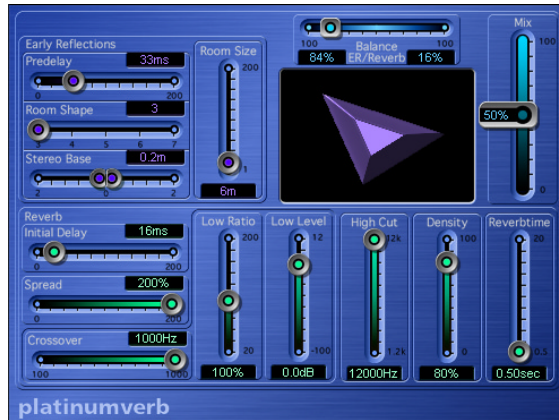 Early Reflections
Predelay 33ms
0 200
Room Shape 3
3 4 5 6 7
Stereo Base 0.2m
2 0 2
Room Size
200
1
6m
100 100
84% Balance ER/Reverb 16%
Mix
100
50%
0
Reverb
Initial Delay 16ms
0 200
Spread 200%
0 200
Crossover 1000Hz
100 1000
Low Ratio
200
20
100%
Low Level
12
-100
0.0dB
High Cut
12k
1.2k
12000Hz
Density
100
0
80%
Reverbtime
20
0.5
0.50sec
platinumverb